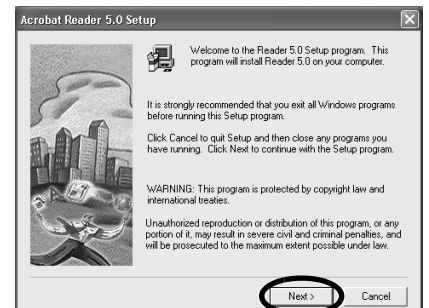 Acrobat Reader 5.0 Setup
Welcome to the Reader 5.0 Setup program. This
program will install Reader 5.0 on your computer.
It is strongly recommended that you exit all Windows programs
before running this Setup program.
Click Cancel to quit Setup and then close any programs you
have running. Click Next to continue with the Setup program.
WARNING: This program is protected by copyright law and
international treaties.
Unauthorized reproduction or distribution of this program, or any
portion of it, may result in severe civil and criminal penalties, and
will be prosecuted to the maximum extent possible under law.
Next >
Cancel